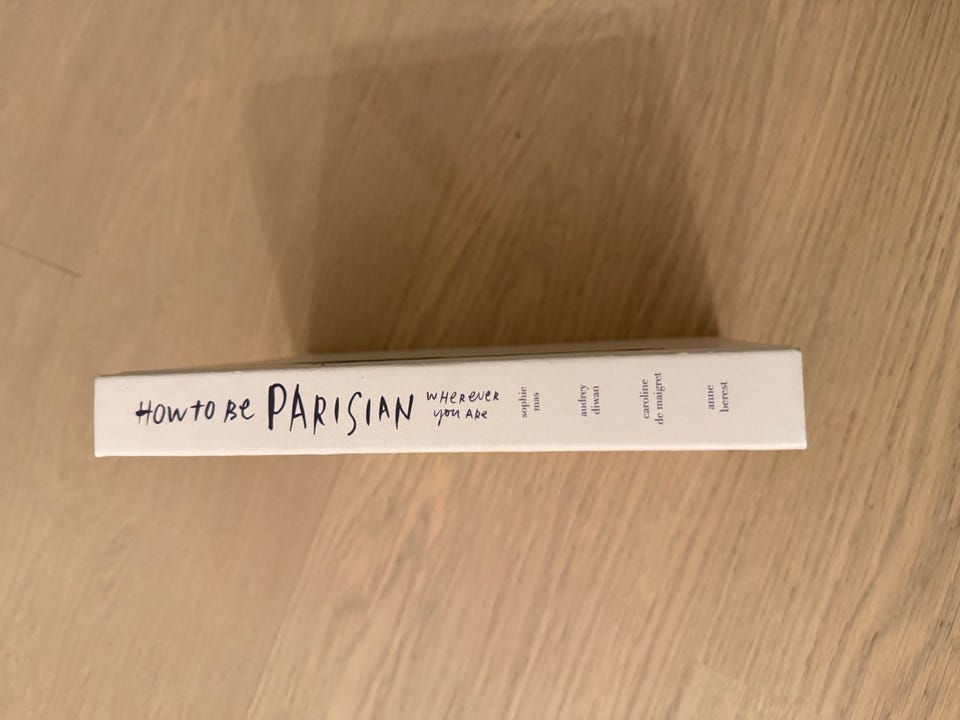 HOW TO BE PARISIAN WHEREVER
you ARE
sophie
mas
audrey
diwan
caroline
de maigret
anne
berest